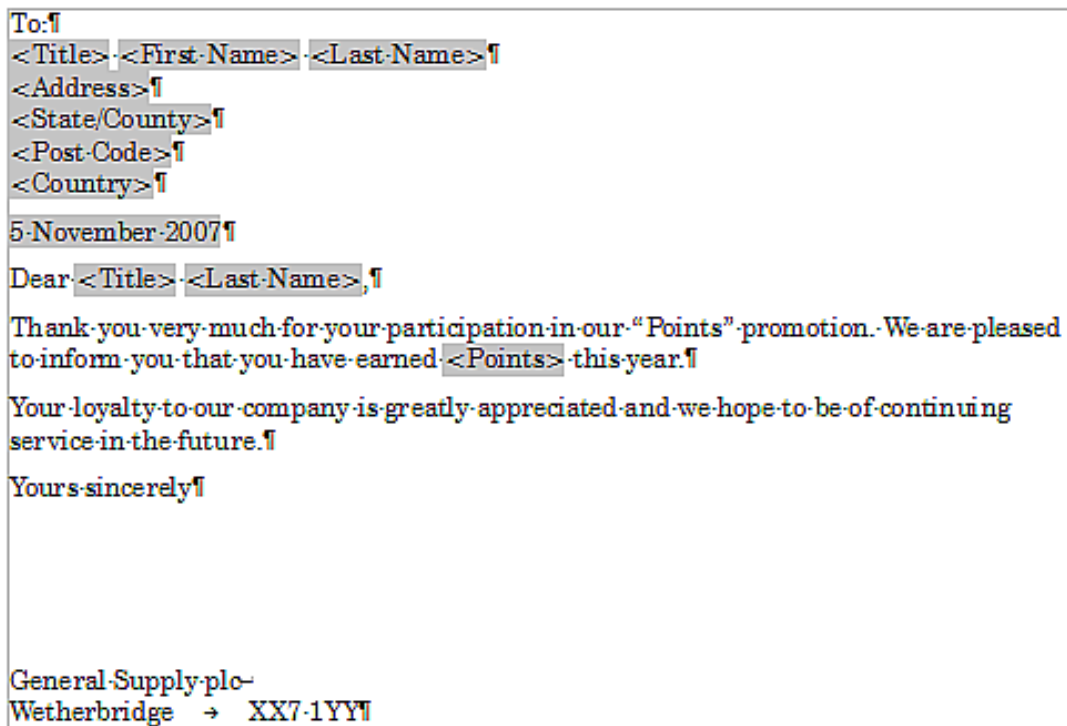 To:¶
<Title>·<First·Name>·<Last·Name>¶
<Address>¶
<State/County>¶
<Post·Code>¶
<Country>¶
5·November·2007¶
Dear·<Title>·<Last·Name>,¶
Thank·you·very·much·for·your·participation·in·our·“Points”·promotion.·We·are·pleased
to·inform·you·that·you·have·earned·<Points>·this·year.¶
Your·loyalty·to·our·company·is·greatly·appreciated·and·we·hope·to·be·of·continuing
service·in·the·future.¶
Yours·sincerely¶
General·Supply·plc
Wetherbridge → XX7·1YY¶